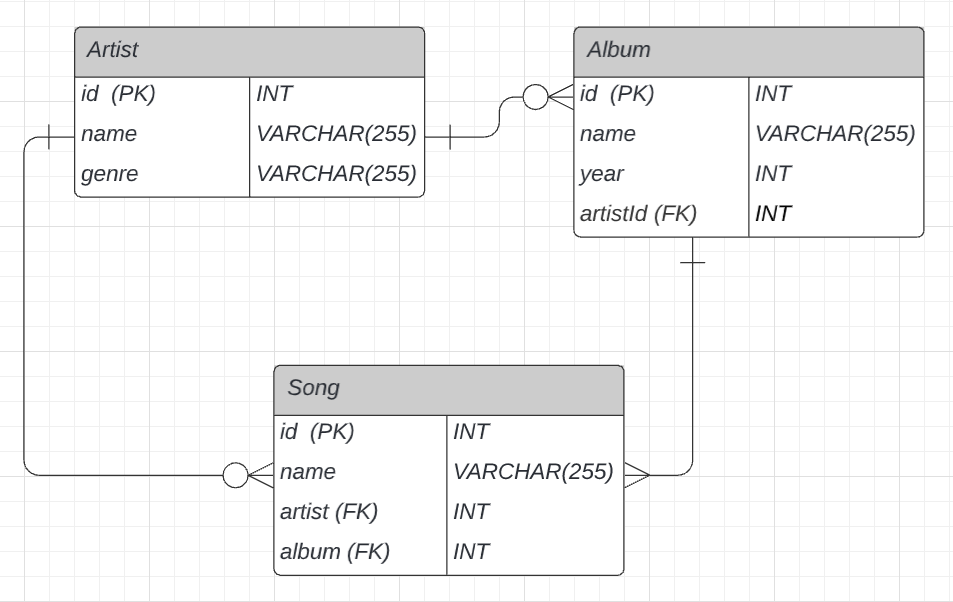 Artist
id (PK) INT
name VARCHAR(255)
genre VARCHAR(255)
Album
id (PK) INT
name VARCHAR(255)
year INT
artistId (FK) INT
Song
id (PK) INT
name VARCHAR(255)
artist (FK) INT
album (FK) INT